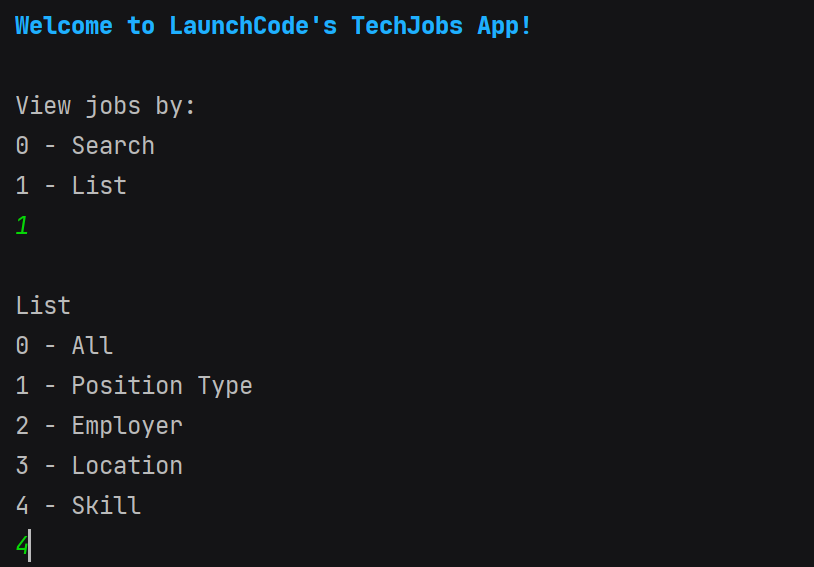 Welcome to LaunchCode's TechJobs App!
View jobs by:
0 - Search
1 - List
1
List
0 - All
1 - Position Type
2 - Employer
3 - Location
4 - Skill
4